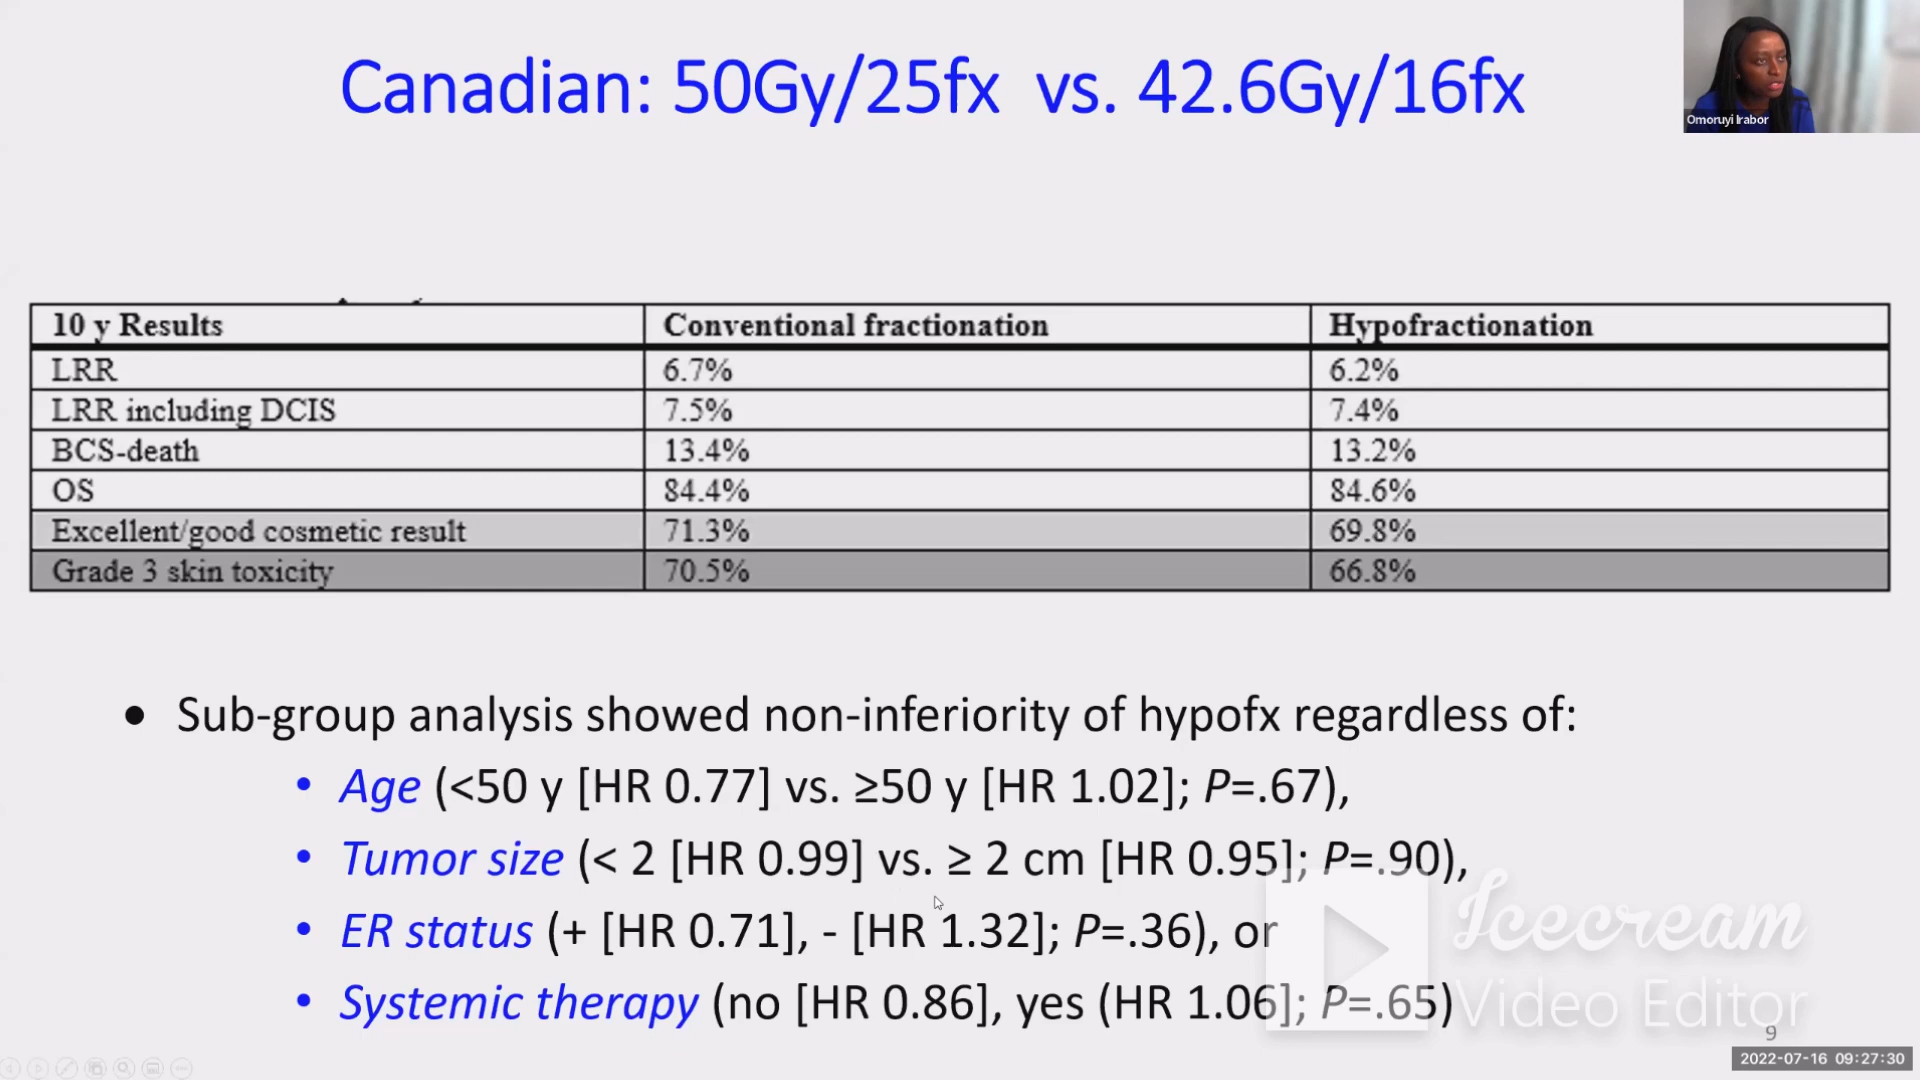 Canadian: 50Gy/25fx vs. 42.6Gy/16fx
Omoruyi Irabor
10 y Results Conventional fractionation Hypofractionation
LRR 6.7% 6.2%
LRR including DCIS 7.5% 7.4%
BCS-death 13.4% 13.2%
OS 84.4% 84.6%
Excellent/good cosmetic result 71.3% 69.8%
Grade 3 skin toxicity 70.5% 66.8%
• Sub-group analysis showed non-inferiority of hypofx regardless of:
• Age (<50 y [HR 0.77] vs. ≥50 y [HR 1.02]; P=.67),
• Tumor size (< 2 [HR 0.99] vs. ≥ 2 cm [HR 0.95]; P=.90),
• ER status (+ [HR 0.71], - [HR 1.32]; P=.36), or
• Systemic therapy (no [HR 0.86], yes (HR 1.06]; P=.65)
Icecream
Video Editor
9
2022-07-16 09:27:30